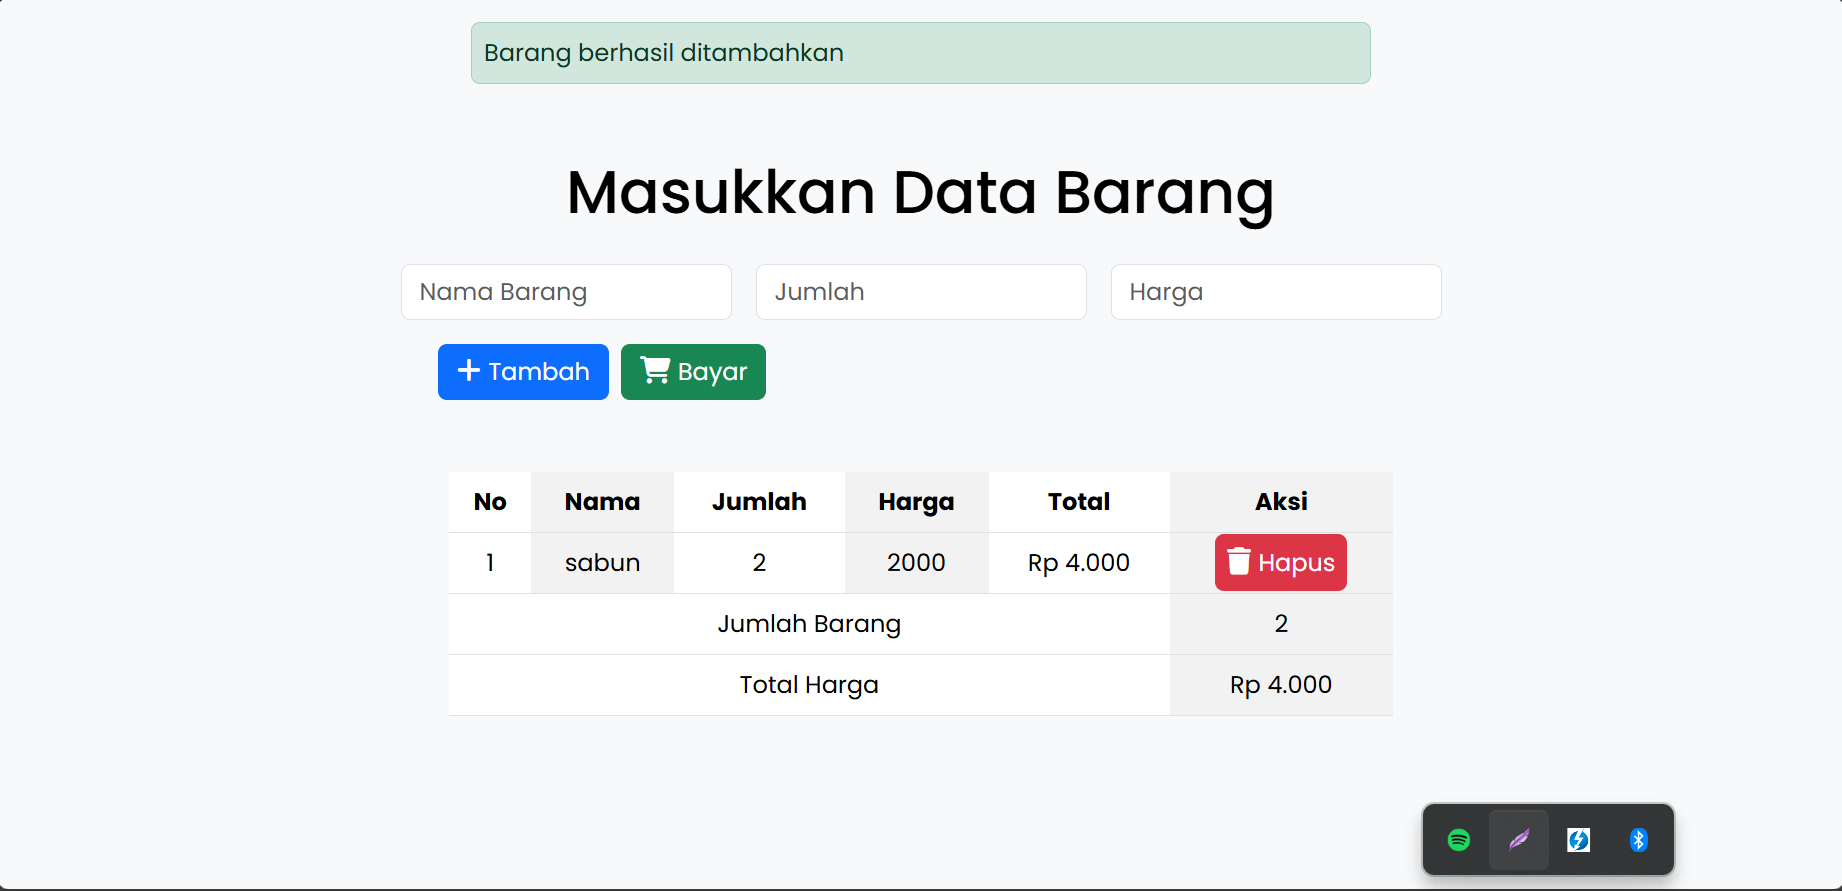 Barang berhasil ditambahkan
Masukkan Data Barang
Nama Barang Jumlah Harga
Tambah Bayar
No Nama Jumlah Harga Total Aksi
1 sabun 2 2000 Rp 4.000 Hapus
Jumlah Barang 2
Total Harga Rp 4.000